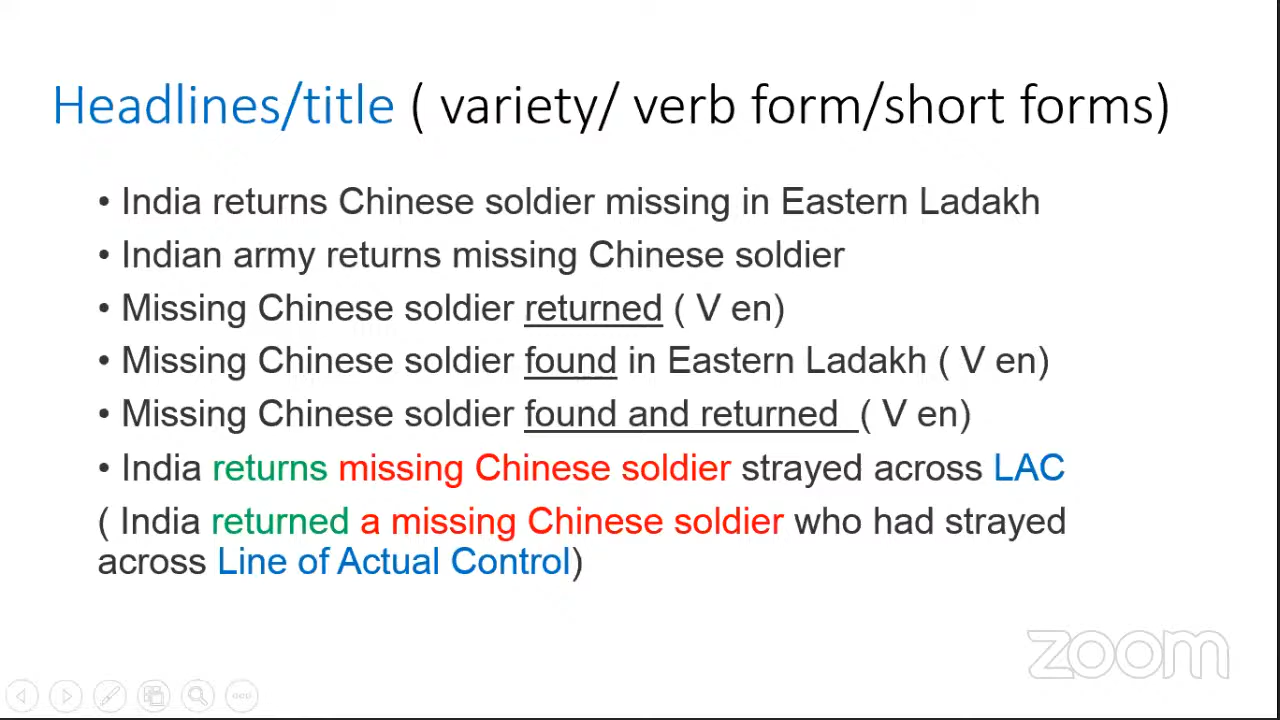 Headlines/title ( variety/ verb form/short forms)
• India returns Chinese soldier missing in Eastern Ladakh
• Indian army returns missing Chinese soldier
• Missing Chinese soldier returned ( V en)
• Missing Chinese soldier found in Eastern Ladakh ( V en)
• Missing Chinese soldier found and returned ( V en)
• India returns missing Chinese soldier strayed across LAC
( India returned a missing Chinese soldier who had strayed
across Line of Actual Control)
zoom